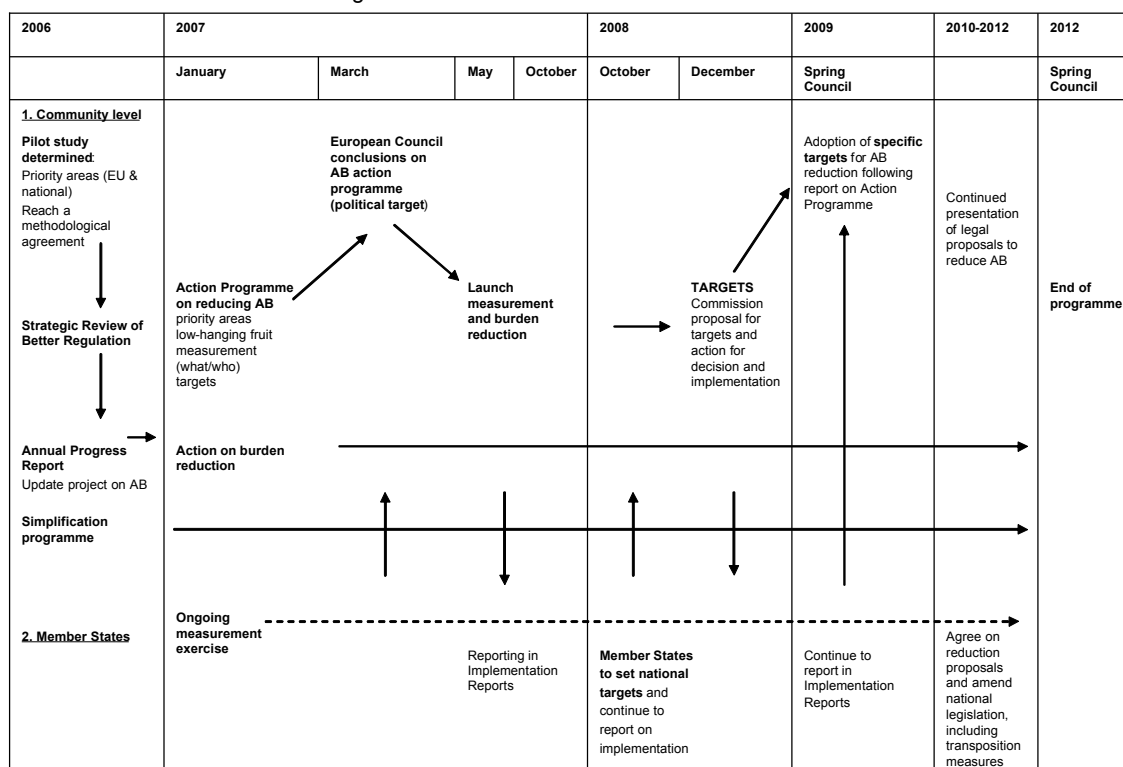 2006 2007 2008 2009 2010-2012 2012
January March May October October December Spring Council Spring Council
1. Community level
Pilot study
determined:
Priority areas (EU &
national)
Reach a
methodological
agreement
Strategic Review of
Better Regulation
Annual Progress
Report
Update project on AB
Simplification
programme
2. Member States
Action Programme
on reducing AB
priority areas
low-hanging fruit
measurement
(what/who)
targets
Action on burden
reduction
Ongoing
measurement
exercise
European Council
conclusions on
AB action
programme
(political target)
Launch
measurement
and burden
reduction
Reporting in
Implementation
Reports
TARGETS
Commission
proposal for
targets and
action for
decision and
implementation
Member States
to set national
targets and
continue to
report on
implementation
Adoption of specific
targets for AB
reduction following
report on Action
Programme
Continue to
report in
Implementation
Reports
Continued
presentation
of legal
proposals to
reduce AB
Agree on
reduction
proposals
and amend
national
legislation,
including
transposition
measures
End of
programme